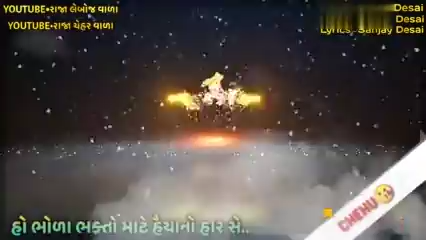 YOUTUBE-રાજા લેબોજ વાળા
YOUTUBE-રાજા ચેહર વાળા
Desai
Desai
Lyrics- Sanjay Desai
CHEHU
હો ભોળા ભક્તો માટે હૈયાનો હાર સે..